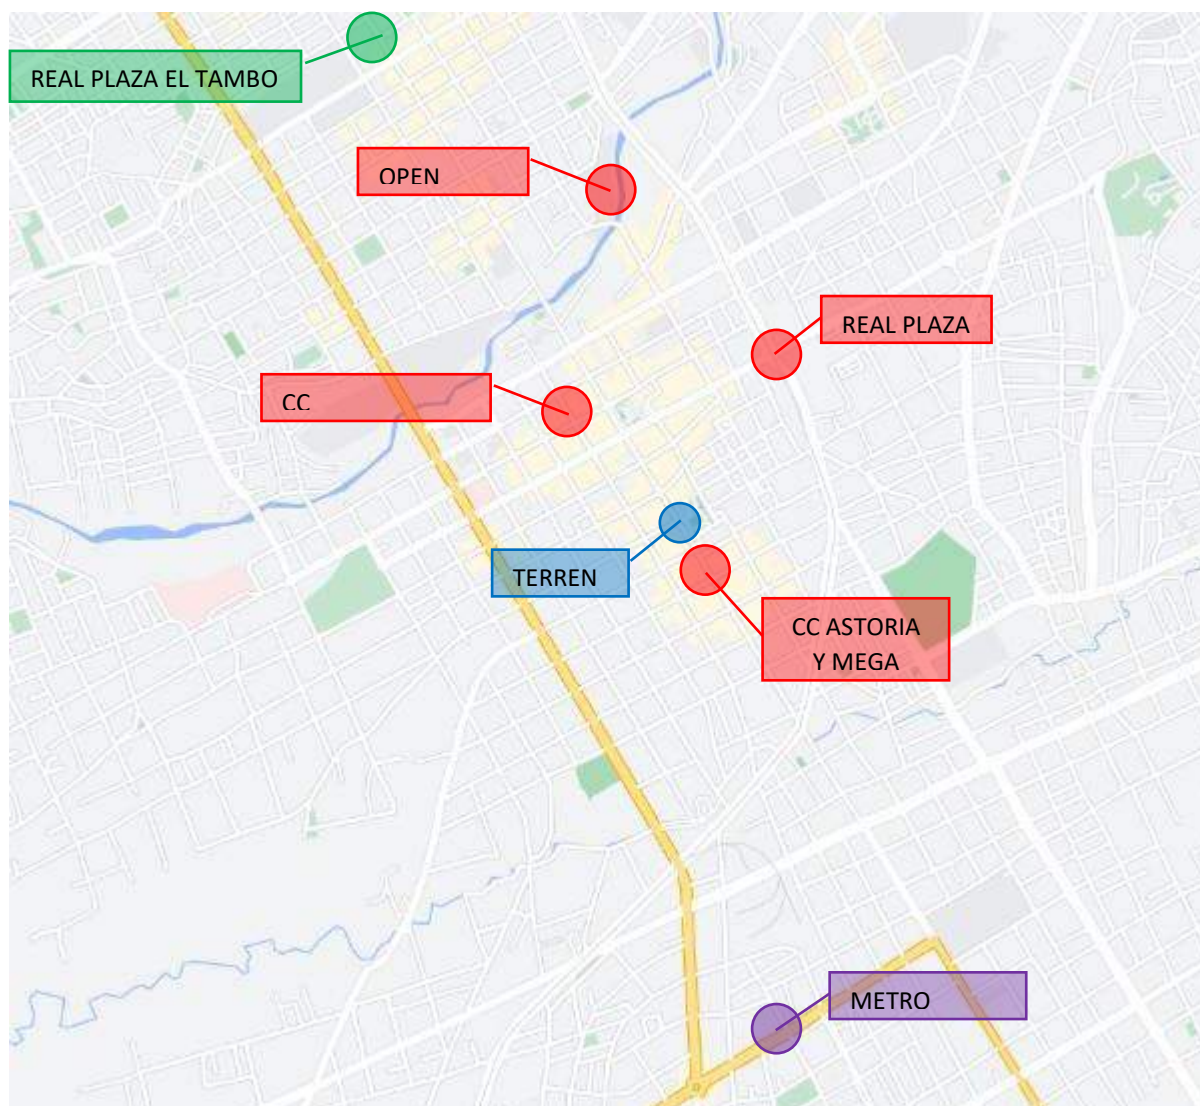 REAL PLAZA EL TAMBO
OPEN
REAL PLAZA
CC
TERREN
CC ASTORIA
Y MEGA
METRO